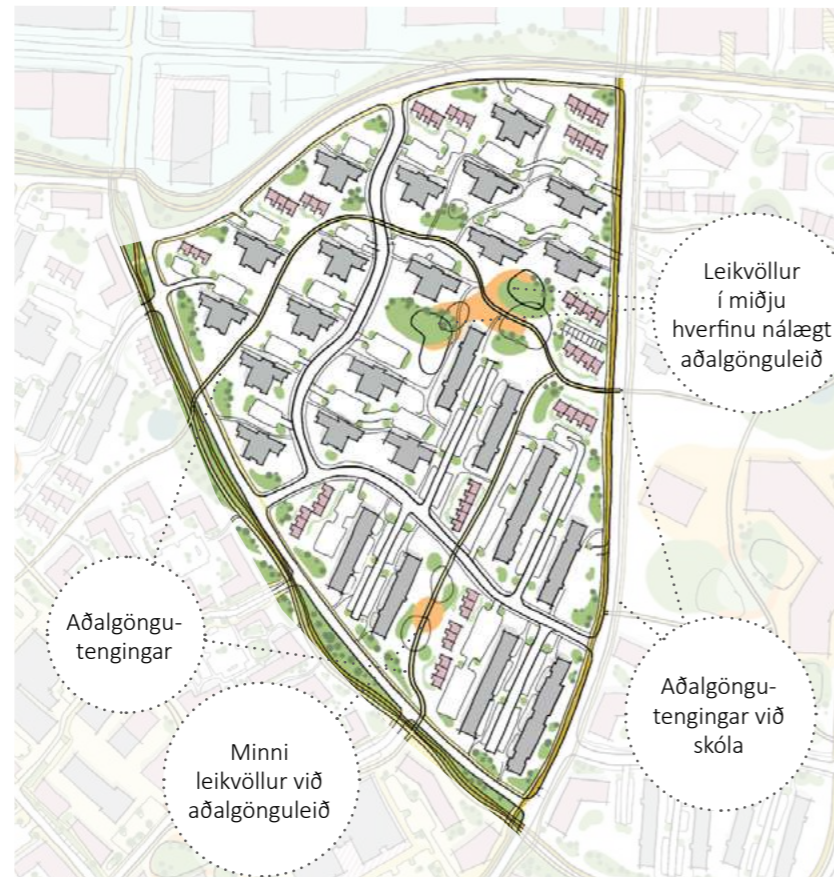 Leikvöllur
í miðju
hverfinu nálægt
aðalgönguleið
Aðalgöngu-
tengingar
Aðalgöngu-
tengingar við
skóla
Minni
leikvöllur við
aðalgönguleið